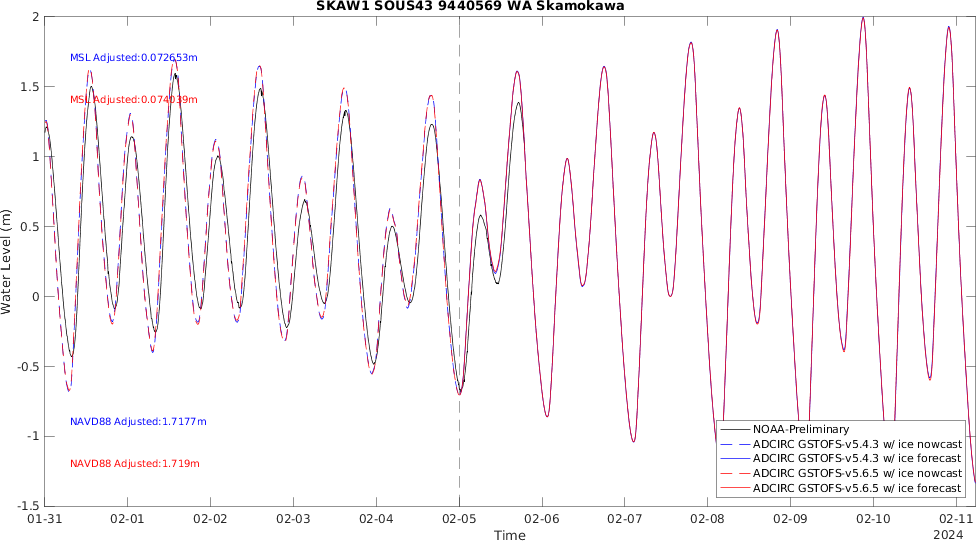 SKAW1 SOUS43 9440569 WA Skamokawa
2
1.5
1
0.5
0
-0.5
-1
-1.5
Water Level (m)
MSL Adjusted:0.072653m
MSL Adjusted:0.074039m
NAVD88 Adjusted:1.7177m
NAVD88 Adjusted:1.719m
NOAA-Preliminary
ADCIRC GSTOFS-v5.4.3 w/ ice nowcast
ADCIRC GSTOFS-v5.4.3 w/ ice forecast
ADCIRC GSTOFS-v5.6.5 w/ ice nowcast
ADCIRC GSTOFS-v5.6.5 w/ ice forecast
01-31 02-01 02-02 02-03 02-04 02-05 02-06 02-07 02-08 02-09 02-10 02-11
Time
2024